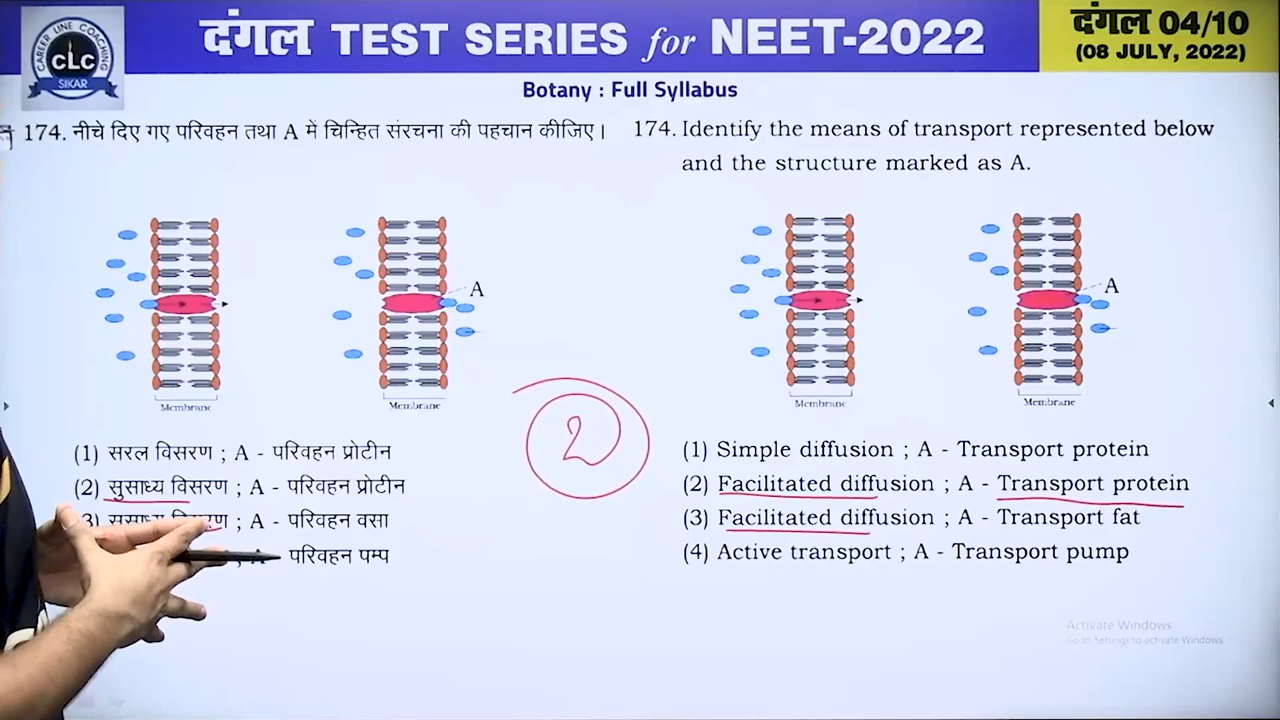 CAREER LINE COACHING
CLC
SIKAR
दंगल TEST SERIES for NEET-2022
दंगल 04/10
(08 JULY, 2022)
Botany : Full Syllabus
174. नीचे दिए गए परिवहन तथा A में चिन्हित संरचना की पहचान कीजिए।
A
Membrane
Membrane
(1) सरल विसरण ; A - परिवहन प्रोटीन
(2) सुसाध्य विसरण ; A - परिवहन प्रोटीन
3) सुसाध्य विसरण ; A - परिवहन वसा
; A - परिवहन पम्प
2
174. Identify the means of transport represented below
and the structure marked as A.
A
Membrane
Membrane
(1) Simple diffusion ; A - Transport protein
(2) Facilitated diffusion ; A - Transport protein
(3) Facilitated diffusion ; A - Transport fat
(4) Active transport ; A - Transport pump
Activate Windows
Go to Settings to activate Windows.